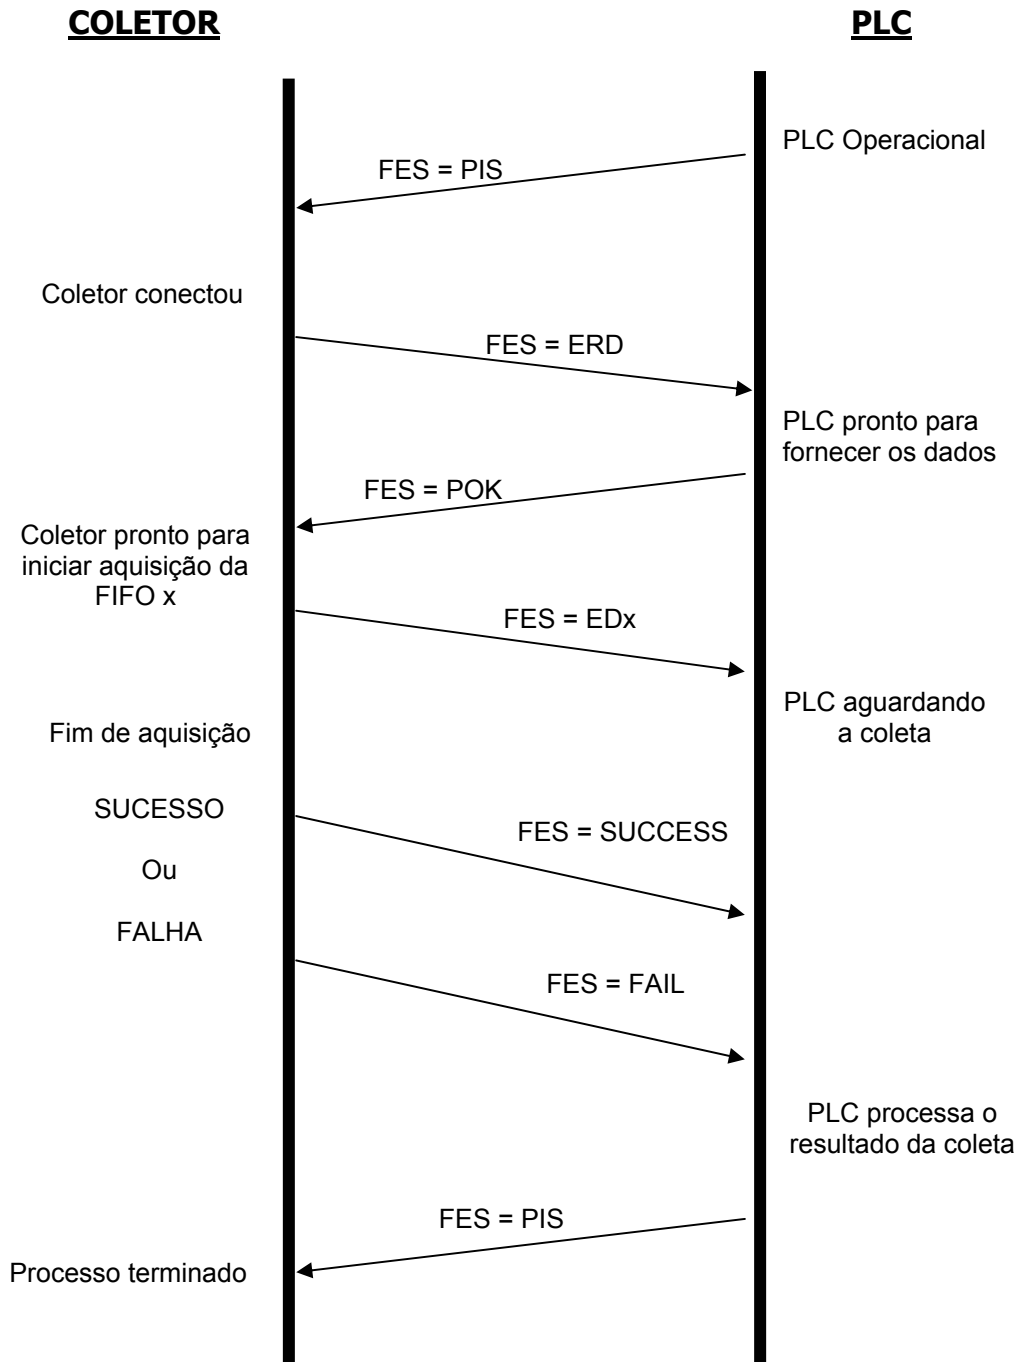 COLETOR
PLC
PLC Operacional
FES = PIS
Coletor conectou
FES = ERD
PLC pronto para
fornecer os dados
FES = POK
Coletor pronto para
iniciar aquisição da
FIFO x
FES = EDx
PLC aguardando
a coleta
Fim de aquisição
SUCESSO
FES = SUCCESS
Ou
FALHA
FES = FAIL
PLC processa o
resultado da coleta
FES = PIS
Processo terminado